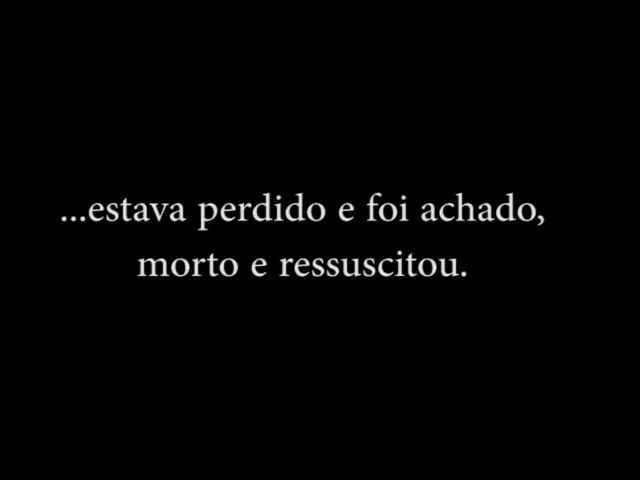 ...estava perdido e foi achado,
morto e ressuscitou.